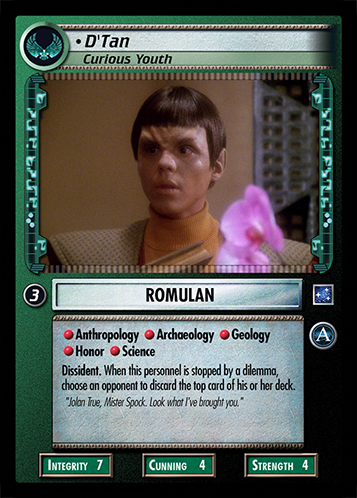 • D'Tan
Curious Youth
3
ROMULAN
• Anthropology • Archaeology • Geology
• Honor • Science
A
Dissident. When this personnel is stopped by a dilemma,
choose an opponent to discard the top card of his or her deck.
"Jolan True, Mister Spock. Look what I've brought you."
INTEGRITY 7
CUNNING 4
STRENGTH 4